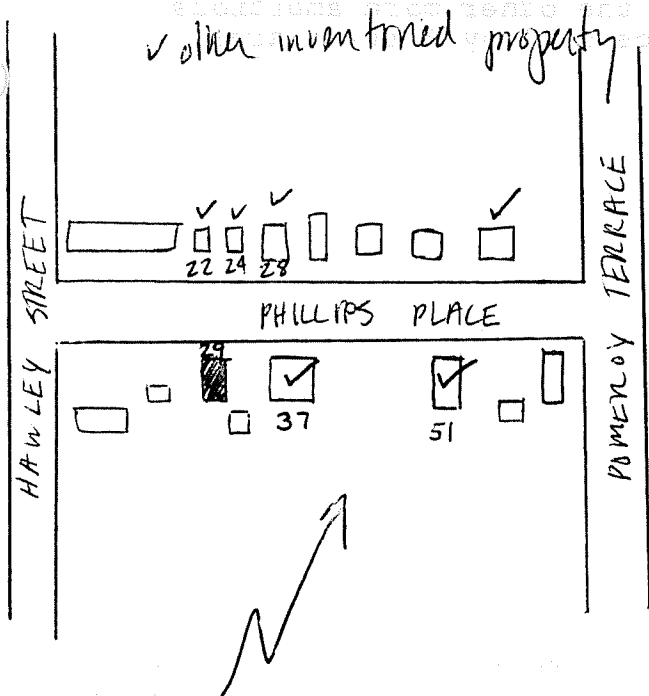 ✓ other inventoried property
✓ ✓ ✓ ✓
22 24 28
PHILLIPS PLACE
29
37
51
HAWLEY STREET
POMEROY TERRACE
N